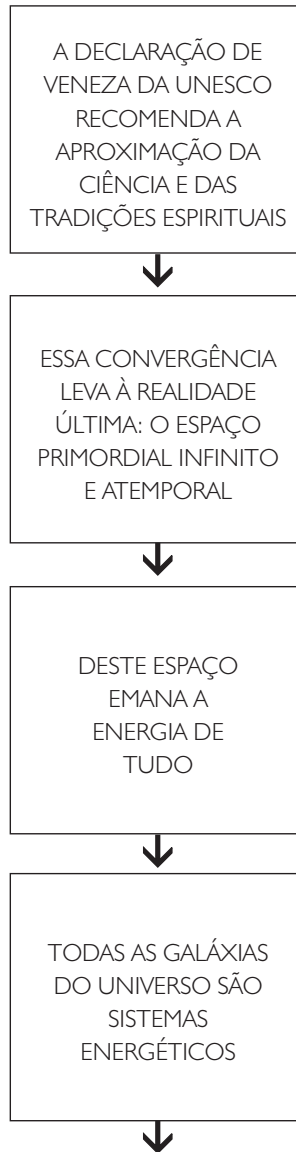 A DECLARAÇÃO DE
VENEZA DA UNESCO
RECOMENDA A
APROXIMAÇÃO DA
CIÊNCIA E DAS
TRADIÇÕES ESPIRITUAIS
ESSA CONVERGÊNCIA
LEVA À REALIDADE
ÚLTIMA: O ESPAÇO
PRIMORDIAL INFINITO
E ATEMPORAL
DESTE ESPAÇO
EMANA A
ENERGIA DE
TUDO
TODAS AS GALÁXIAS
DO UNIVERSO SÃO
SISTEMAS
ENERGÉTICOS